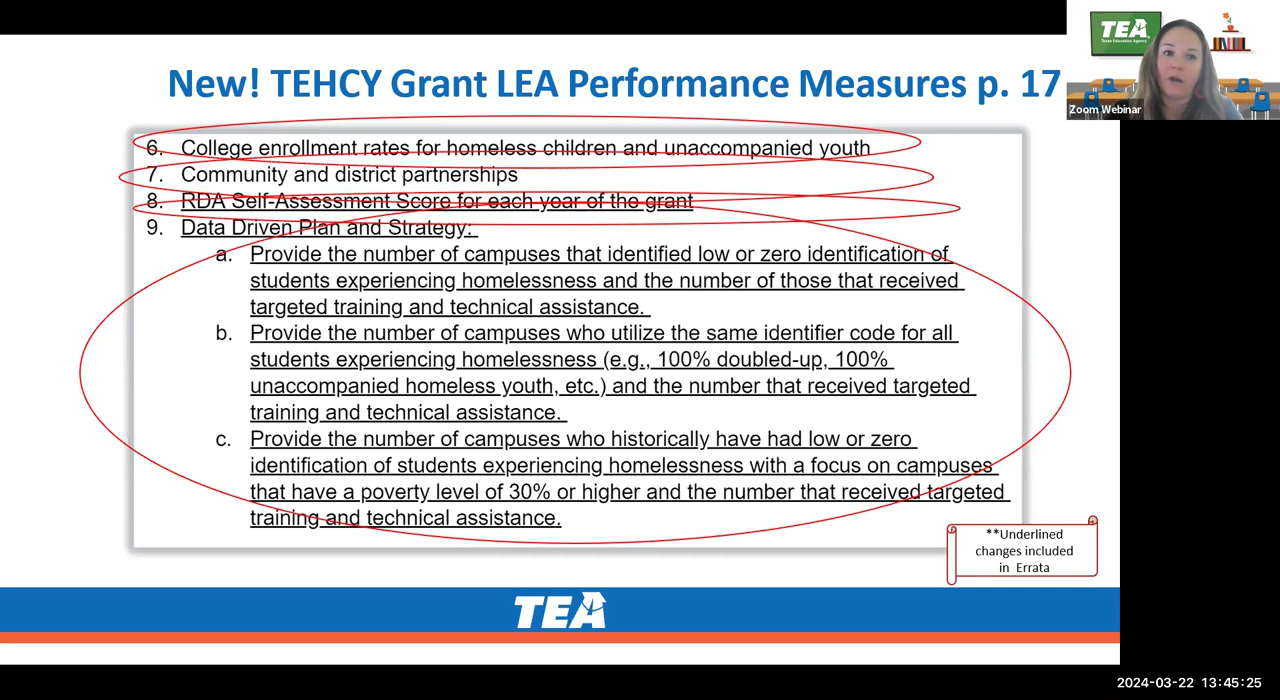 New! TEHCY Grant LEA Performance Measures p. 17
TEA
Texas Education Agency
Zoom Webinar
6. College enrollment rates for homeless children and unaccompanied youth
7. Community and district partnerships
8. RDA Self-Assessment Score for each year of the grant
9. Data Driven Plan and Strategy:
a. Provide the number of campuses that identified low or zero identification of
students experiencing homelessness and the number of those that received
targeted training and technical assistance.
b. Provide the number of campuses who utilize the same identifier code for all
students experiencing homelessness (e.g., 100% doubled-up, 100%
unaccompanied homeless youth, etc.) and the number that received targeted
training and technical assistance.
c. Provide the number of campuses who historically have had low or zero
identification of students experiencing homelessness with a focus on campuses
that have a poverty level of 30% or higher and the number that received targeted
training and technical assistance.
**Underlined
changes included
in Errata
TEA
2024-03-22 13:45:25